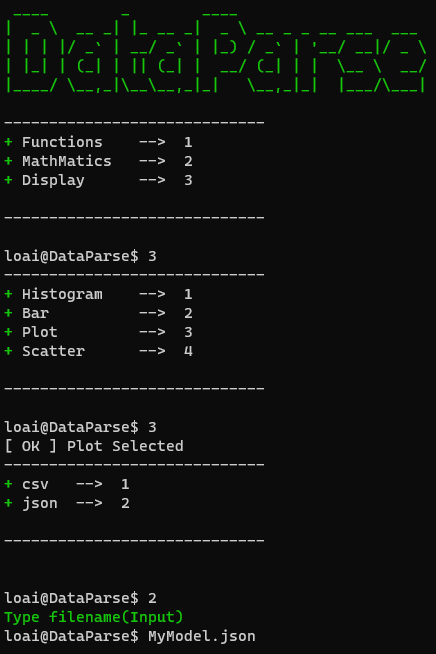 DataParse
-----------------------------
+ Functions    -->  1
+ MathMatics   -->  2
+ Display      -->  3
-----------------------------
loai@DataParse$ 3
-----------------------------
+ Histogram    -->  1
+ Bar          -->  2
+ Plot         -->  3
+ Scatter      -->  4
-----------------------------
loai@DataParse$ 3
[ OK ] Plot Selected
-----------------------------
+ csv   -->  1
+ json  -->  2
-----------------------------
loai@DataParse$ 2
Type filename(Input)
loai@DataParse$ MyModel.json